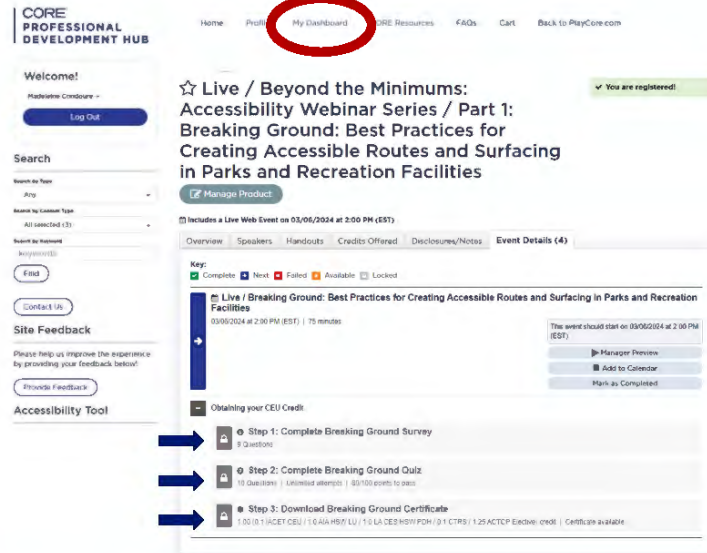 CORE
PROFESSIONAL
DEVELOPMENT HUB
Home Profil My Dashboard CORE Resources FAQs Cart Back to PlayCore.com
Welcome!
Madeleine Condoure
Log Out
Search
Search by Type
Any
Search by Content Type
All selected (3)
Search by Keyword
keywords
Find
Contact Us
Site Feedback
Please help us improve the experience
by providing your feedback below!
Provide Feedback
Accessibility Tool
You are registered!
Live / Beyond the Minimums:
Accessibility Webinar Series / Part 1:
Breaking Ground: Best Practices for
Creating Accessible Routes and Surfacing
in Parks and Recreation Facilities
Manage Product
Includes a Live Web Event on 03/06/2024 at 2:00 PM (EST)
Overview Speakers Handouts Credits Offered Disclosures/Notes Event Details (4)
Key:
Complete Next Failed Available Locked
Live / Breaking Ground: Best Practices for Creating Accessible Routes and Surfacing in Parks and Recreation
Facilities
03/06/2024 at 2:00 PM (EST) | 75 minutes
This event should start on 03/06/2024 at 2:00 PM
(EST)
Manager Preview
Add to Calendar
Mark as Completed
Obtaining your CEU Credit
Step 1: Complete Breaking Ground Survey
9 Questions
Step 2: Complete Breaking Ground Quiz
10 Questions | Unlimited attempts | 80/100 points to pass
Step 3: Download Breaking Ground Certificate
1.00 (0.1 IACET CEU / 1.0 AIA HSW LU / 1.0 LA CES HSW PDH / 0.1 CTRS / 1.25 ACTCP Elective) credit | Certificate available